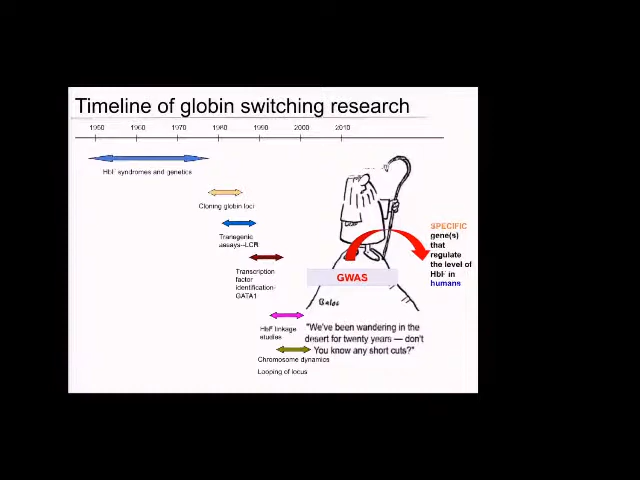 Timeline of globin switching research
1950 1960 1970 1980 1990 2000 2010
HbF syndromes and genetics
Cloning globin loci
Transgenic
assays--LCR
Transcription
factor
identification-
GATA1
HbF linkage
studies
Chromosome dynamics
Looping of locus
GWAS
"We've been wandering in the
desert for twenty years — don't
You know any short cuts?"
SPECIFIC
gene(s)
that
regulate
the level of
HbF in
humans